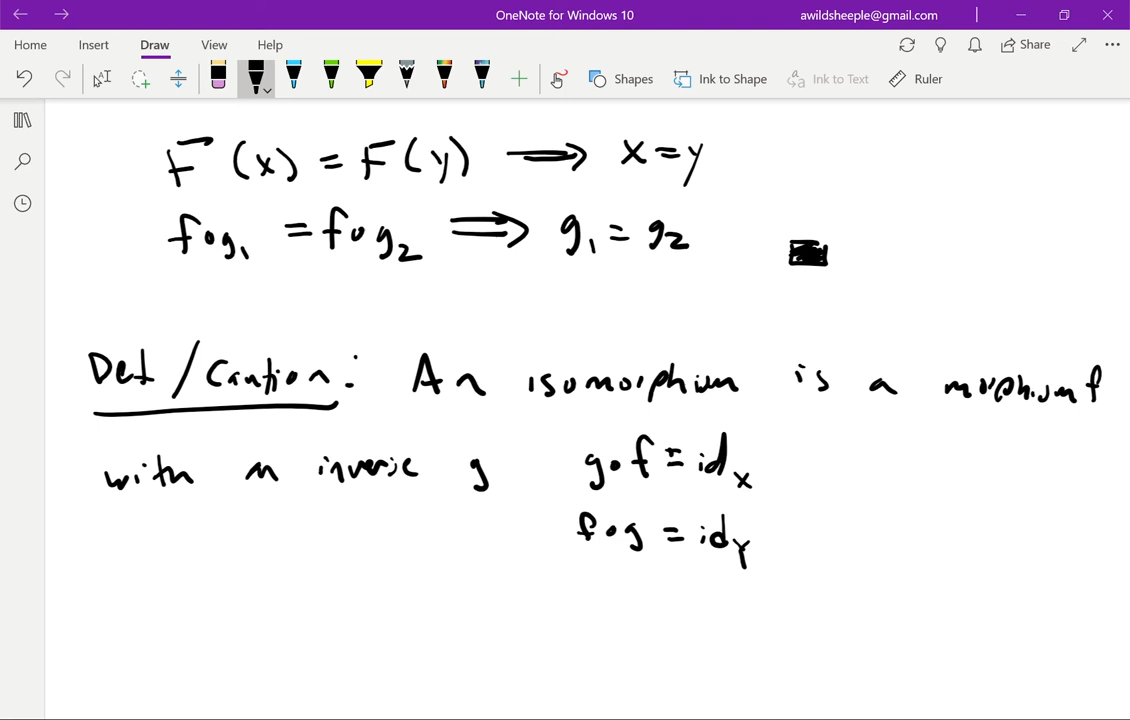 OneNote for Windows 10
awildsheeple@gmail.com
Home Insert Draw View Help
Share
Shapes Ink to Shape Ink to Text Ruler
F(x) = F(y) ⟶ x=y
f∘g₁ = f∘g₂ ⟹ g₁ = g₂
Def/Caution: An isomorphism is a morphism f
with an inverse g g∘f = id_X
f∘g = id_Y